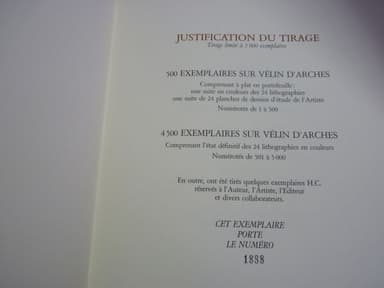 JUSTIFICATION DU TIRAGE
Tirage limité à 5 000 exemplaires
500 EXEMPLAIRES SUR VÉLIN D'ARCHES
Comprenant à plat en portefeuille :
une suite en couleurs des 24 lithographies
une suite de 24 planches de dessins d'étude de l'Artiste
Numérotés de 1 à 500
4 500 EXEMPLAIRES SUR VÉLIN D'ARCHES
Comprenant l'état définitif des 24 lithographies en couleurs
Numérotés de 501 à 5 000
En outre, ont été tirés quelques exemplaires H.C.
réservés à l'Auteur, l'Artiste, l'Editeur
et divers collaborateurs.
CET EXEMPLAIRE
PORTE
LE NUMÉRO
1888